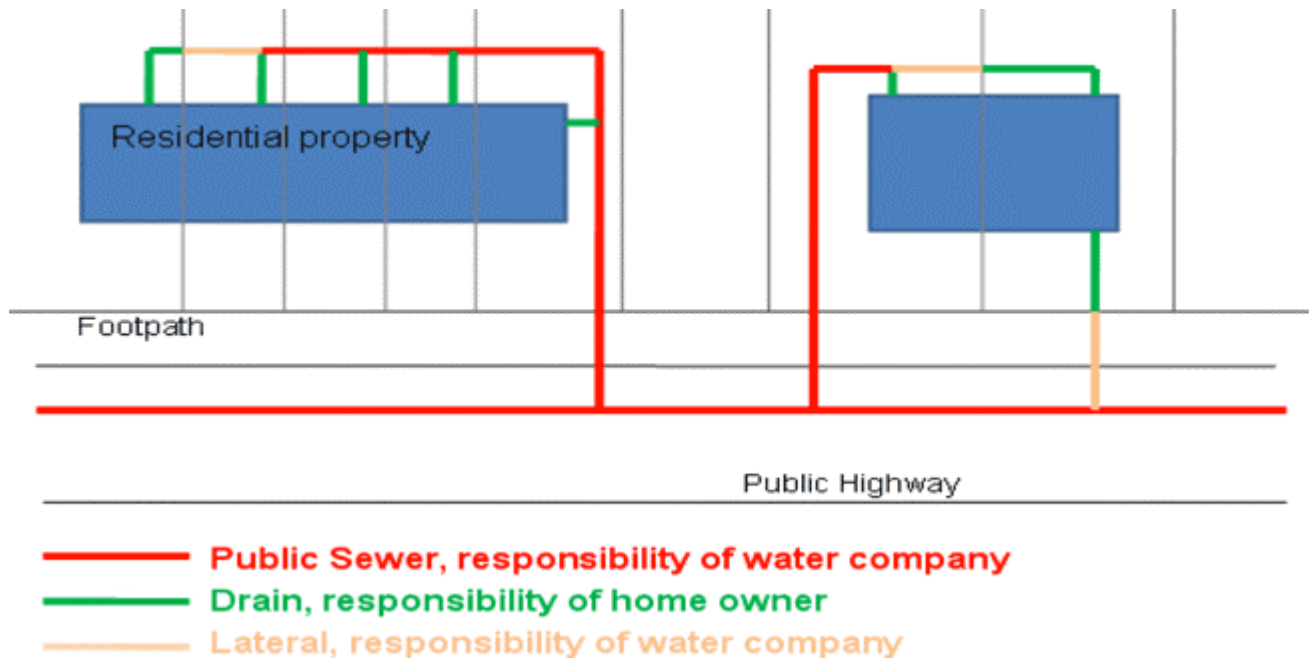 Residential property
Footpath
Public Highway
Public Sewer, responsibility of water company
Drain, responsibility of home owner
Lateral, responsibility of water company